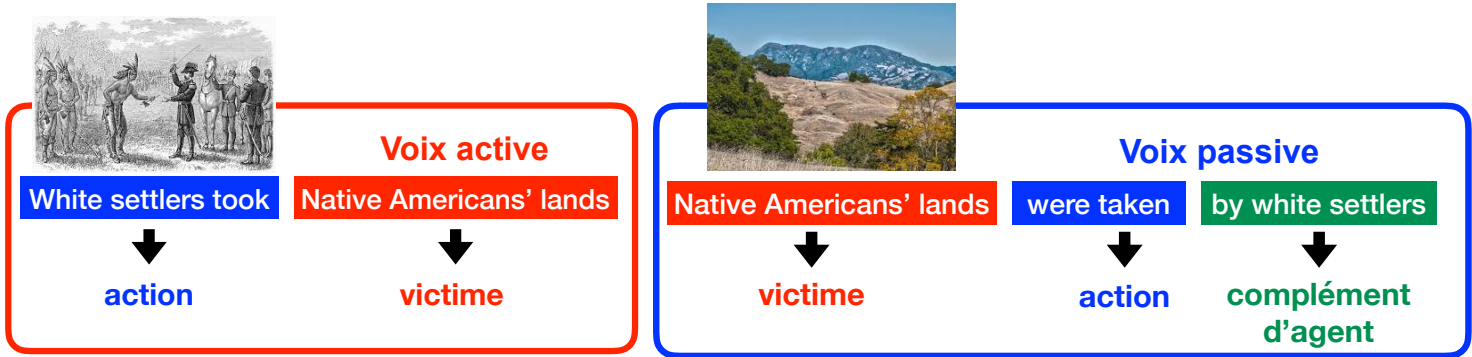 Voix active
White settlers took Native Americans' lands
action victime
Voix passive
Native Americans' lands were taken by white settlers
victime action complément
d'agent